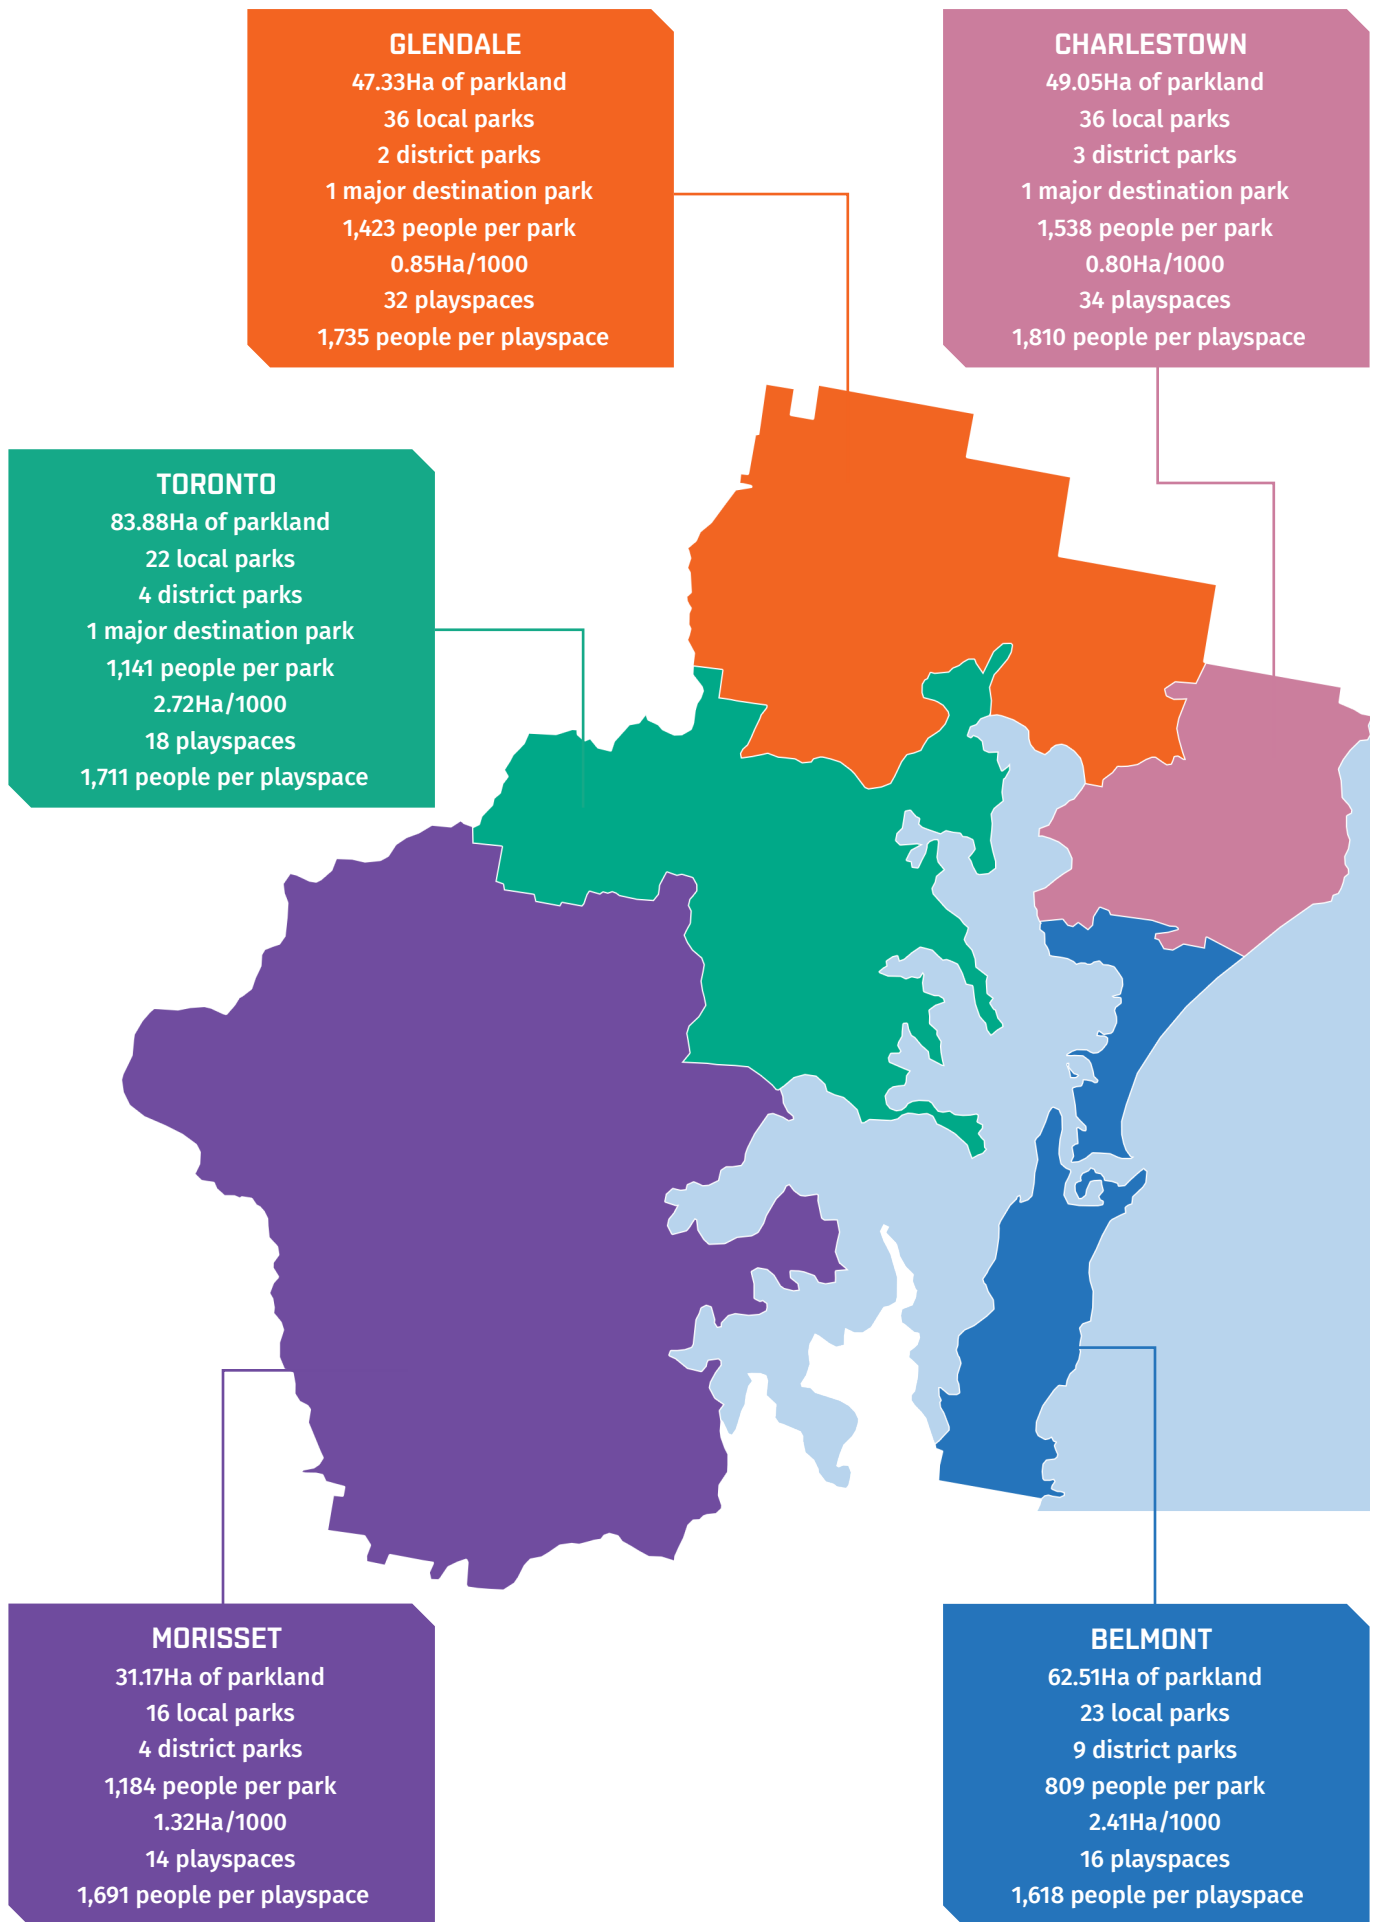 GLENDALE
47.33Ha of parkland
36 local parks
2 district parks
1 major destination park
1,423 people per park
0.85Ha/1000
32 playspaces
1,735 people per playspace
CHARLESTOWN
49.05Ha of parkland
36 local parks
3 district parks
1 major destination park
1,538 people per park
0.80Ha/1000
34 playspaces
1,810 people per playspace
TORONTO
83.88Ha of parkland
22 local parks
4 district parks
1 major destination park
1,141 people per park
2.72Ha/1000
18 playspaces
1,711 people per playspace
MORISSET
31.17Ha of parkland
16 local parks
4 district parks
1,184 people per park
1.32Ha/1000
14 playspaces
1,691 people per playspace
BELMONT
62.51Ha of parkland
23 local parks
9 district parks
809 people per park
2.41Ha/1000
16 playspaces
1,618 people per playspace